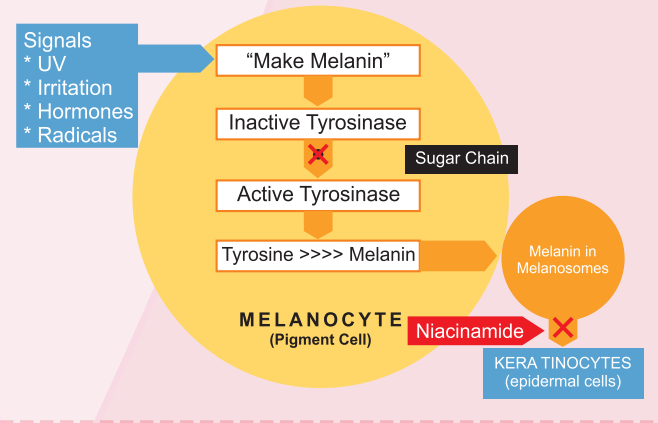 Signals
* UV
* Irritation
* Hormones
* Radicals
“Make Melanin”
Inactive Tyrosinase
Sugar Chain
Active Tyrosinase
Tyrosine >>>> Melanin
Melanin in
Melanosomes
MELANOCYTE
(Pigment Cell)
Niacinamide
KERA TINOCYTES
(epidermal cells)